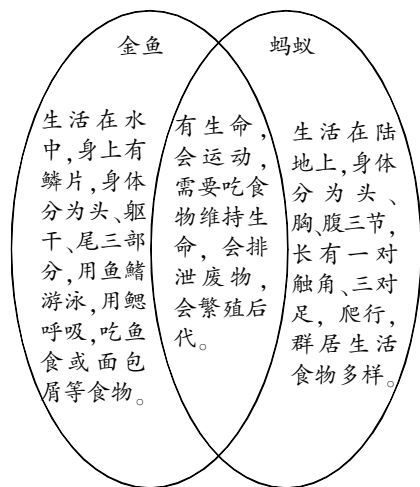 金鱼
生活在水
中,身上有
鳞片,身体
分为头、躯
干、尾三部
分,用鱼鳍
游泳,用鳃
呼吸,吃鱼
食或面包
屑等食物。
有生命,
会运动,
需要吃食
物维持生
命，会排
泄废物,
会繁殖后
代。
蚂蚁
生活在陆
地上,身体
分为头、
胸、腹三节,
长有一对
触角、三对
足，爬行,
群居生活
食物多样。